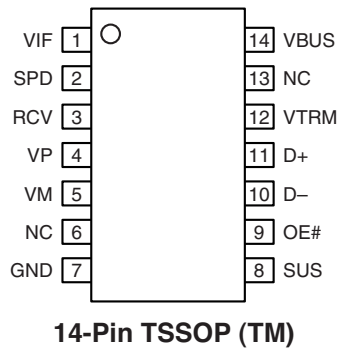 VIF 1 14 VBUS
SPD 2 13 NC
RCV 3 12 VTRM
VP 4 11 D+
VM 5 10 D–
NC 6 9 OE#
GND 7 8 SUS
14-Pin TSSOP (TM)